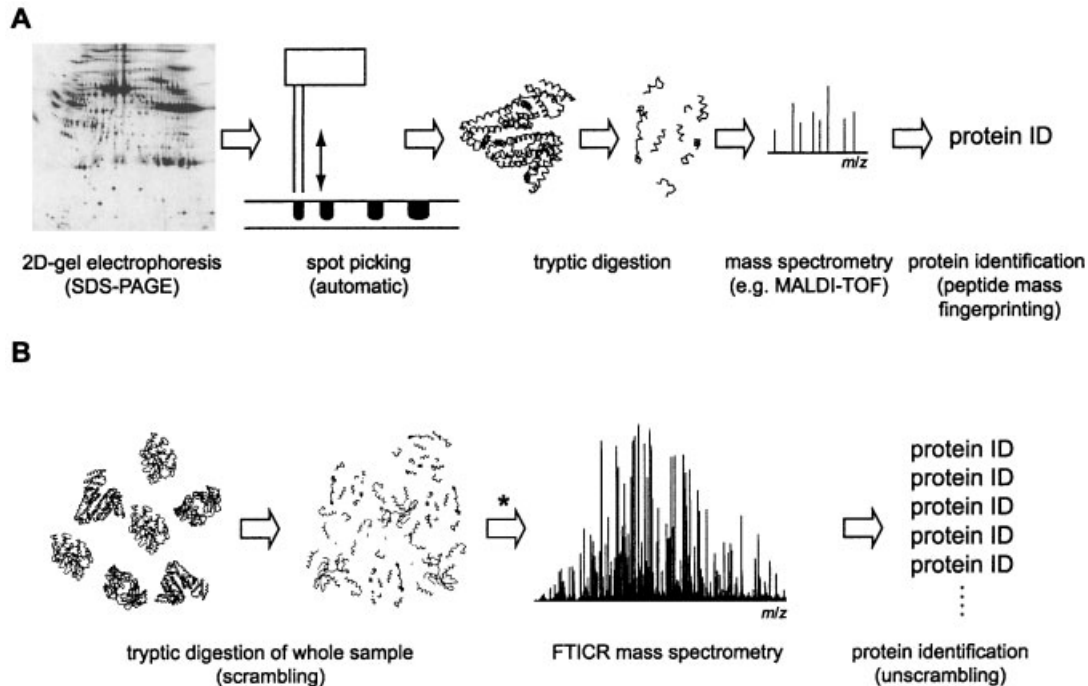 A
m/z
protein ID
2D-gel electrophoresis
(SDS-PAGE)
spot picking
(automatic)
tryptic digestion
mass spectrometry
(e.g. MALDI-TOF)
protein identification
(peptide mass
fingerprinting)
B
*
m/z
protein ID
protein ID
protein ID
protein ID
protein ID
tryptic digestion of whole sample
(scrambling)
FTICR mass spectrometry
protein identification
(unscrambling)